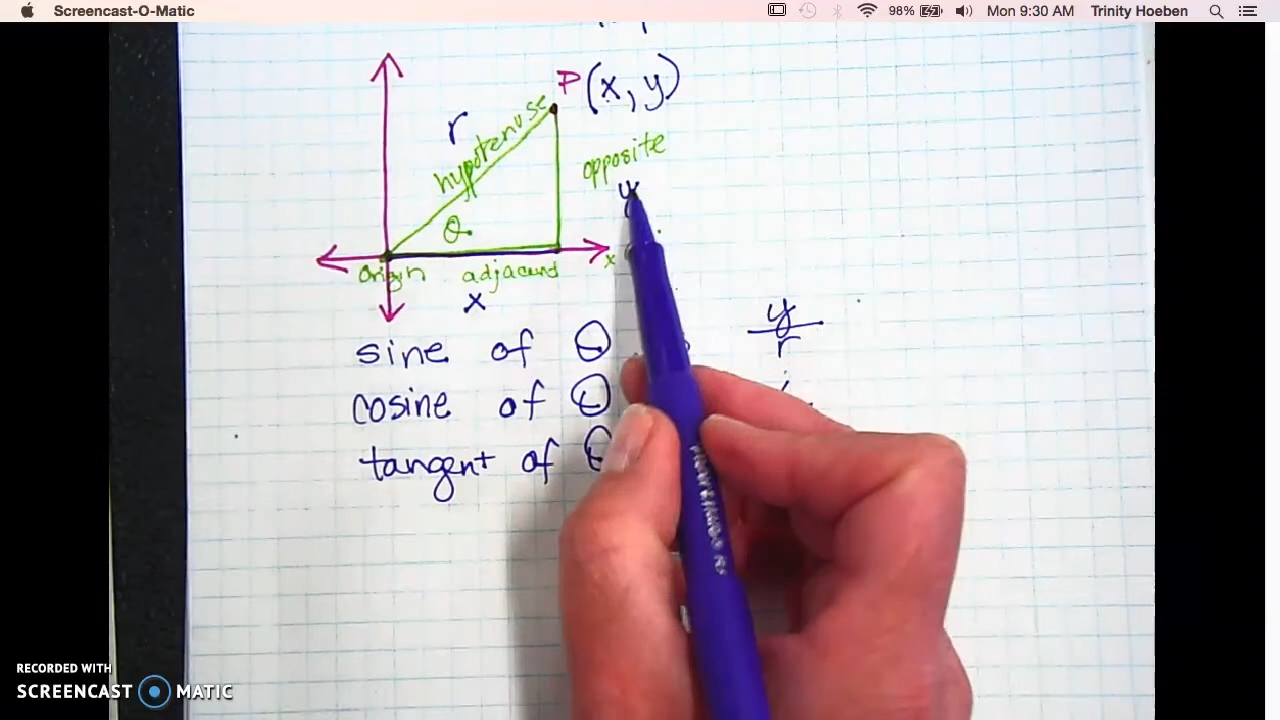 Screencast-O-Matic 98% Mon 9:30 AM Trinity Hoeben
P(x, y)
r
hypotenuse
opposite
y
θ
x
origin adjacend
x
sine of θ y/r
cosine of θ
tangent of θ
RECORDED WITH
SCREENCAST MATIC